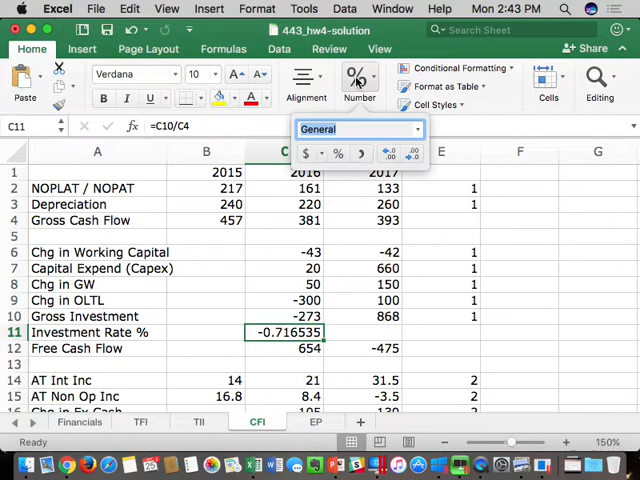 Excel File Edit View Insert Format Tools Data Window Help Mon 2:43 PM
443_hw4-solution
Search Sheet
Home Insert Page Layout Formulas Data Review View Share
Paste Verdana 10 A A Alignment Number Conditional Formatting Format as Table Cell Styles Cells Editing
B I U A
C11 fx =C10/C4
General
$ % )
A B C E F G
1 2015 2016 2017
2 NOPLAT / NOPAT 217 161 133 1
3 Depreciation 240 220 260 1
4 Gross Cash Flow 457 381 393
5
6 Chg in Working Capital -43 -42 1
7 Capital Expend (Capex) 20 660 1
8 Chg in GW 50 150 1
9 Chg in OLTL -300 100 1
10 Gross Investment -273 868 1
11 Investment Rate % -0.716535
12 Free Cash Flow 654 -475
13
14 AT Int Inc 14 21 31.5 2
15 AT Non Op Inc 16.8 8.4 -3.5 2
Financials TFI TII CFI EP +
Ready 150%